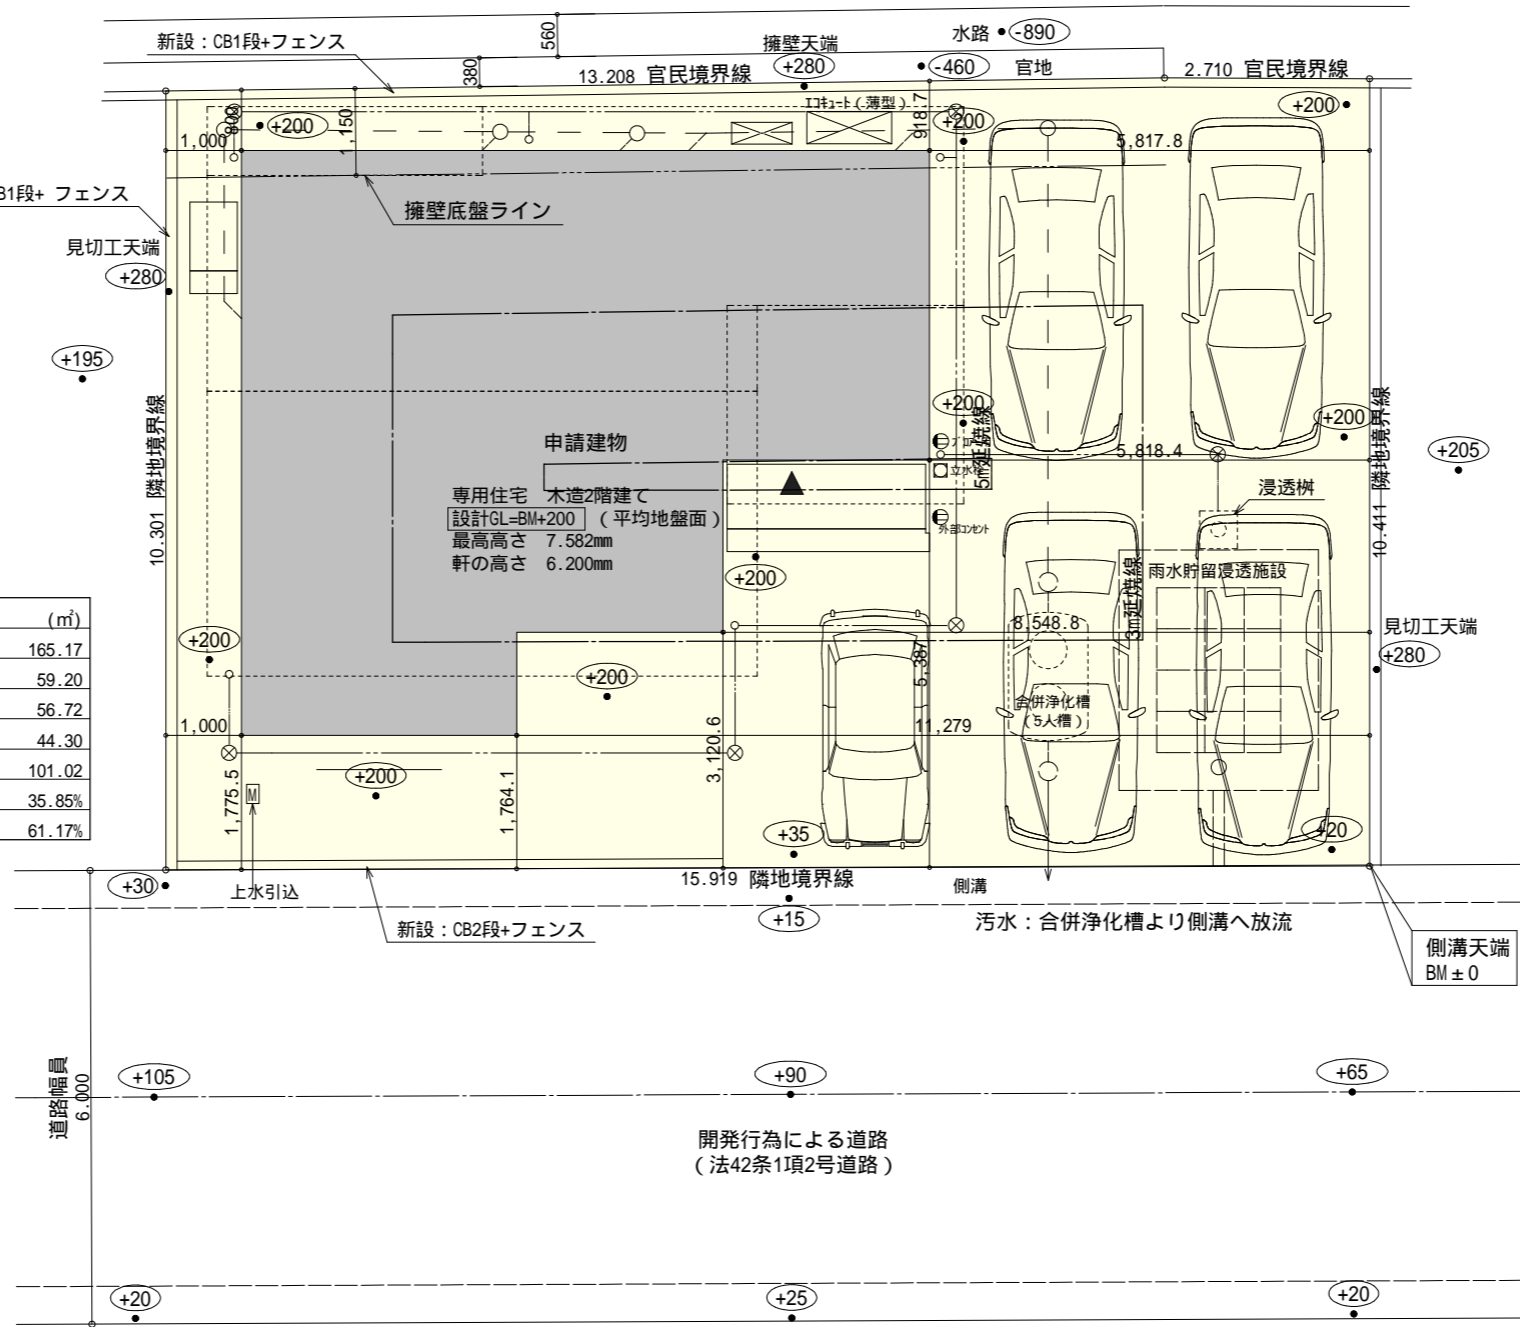 560
新設：CB1段+フェンス
擁壁天端
水路
-890
380
13.208 官民境界線
+280
-460
官地
2.710 官民境界線
800
+200
1,150
ｴｺｷｭｰﾄ（薄型）
918.7
+200
+200
1,000
5,817.8
B1段+ フェンス
擁壁底盤ライン
見切工天端
+280
+195
10.301 隣地境界線
+200
5m延焼線
+200
隣地境界線
10.411
+205
申請建物
5,818.4
立水栓
浸透桝
専用住宅　木造2階建て
設計GL=BM+200 （平均地盤面）
最高高さ　7.582mm
軒の高さ　6.200mm
外部ｺﾝｾﾝﾄ
+200
3m延焼線
雨水貯留浸透施設
(㎡)
165.17
59.20
56.72
44.30
101.02
35.85%
61.17%
+200
8,548.8
見切工天端
+280
5,387
+200
合併浄化槽
（5人槽）
1,000
11,279
3,120.6
+200
1,775.5
M
1,764.1
+35
+20
+30
上水引込
15.919 隣地境界線
側溝
+15
新設：CB2段+フェンス
汚水：合併浄化槽より側溝へ放流
側溝天端
BM±0
道路幅員
6.000
+105
+90
+65
開発行為による道路
（法42条1項2号道路）
+20
+25
+20